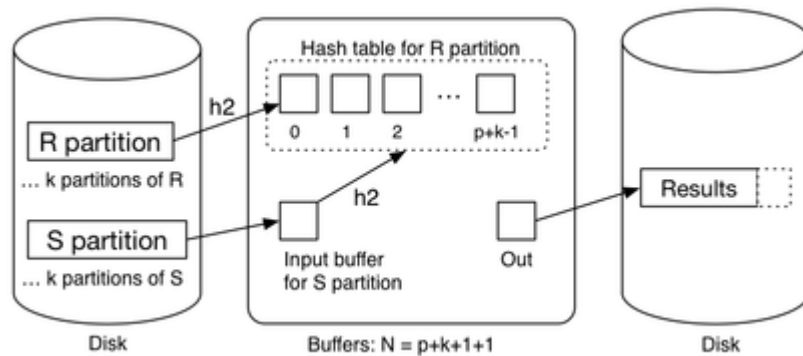 Hash table for R partition
h2
R partition
... k partitions of R
0 1 2 ... p+k-1
h2
S partition
... k partitions of S
Input buffer
for S partition
Out
Results
Disk
Buffers: N = p+k+1+1
Disk